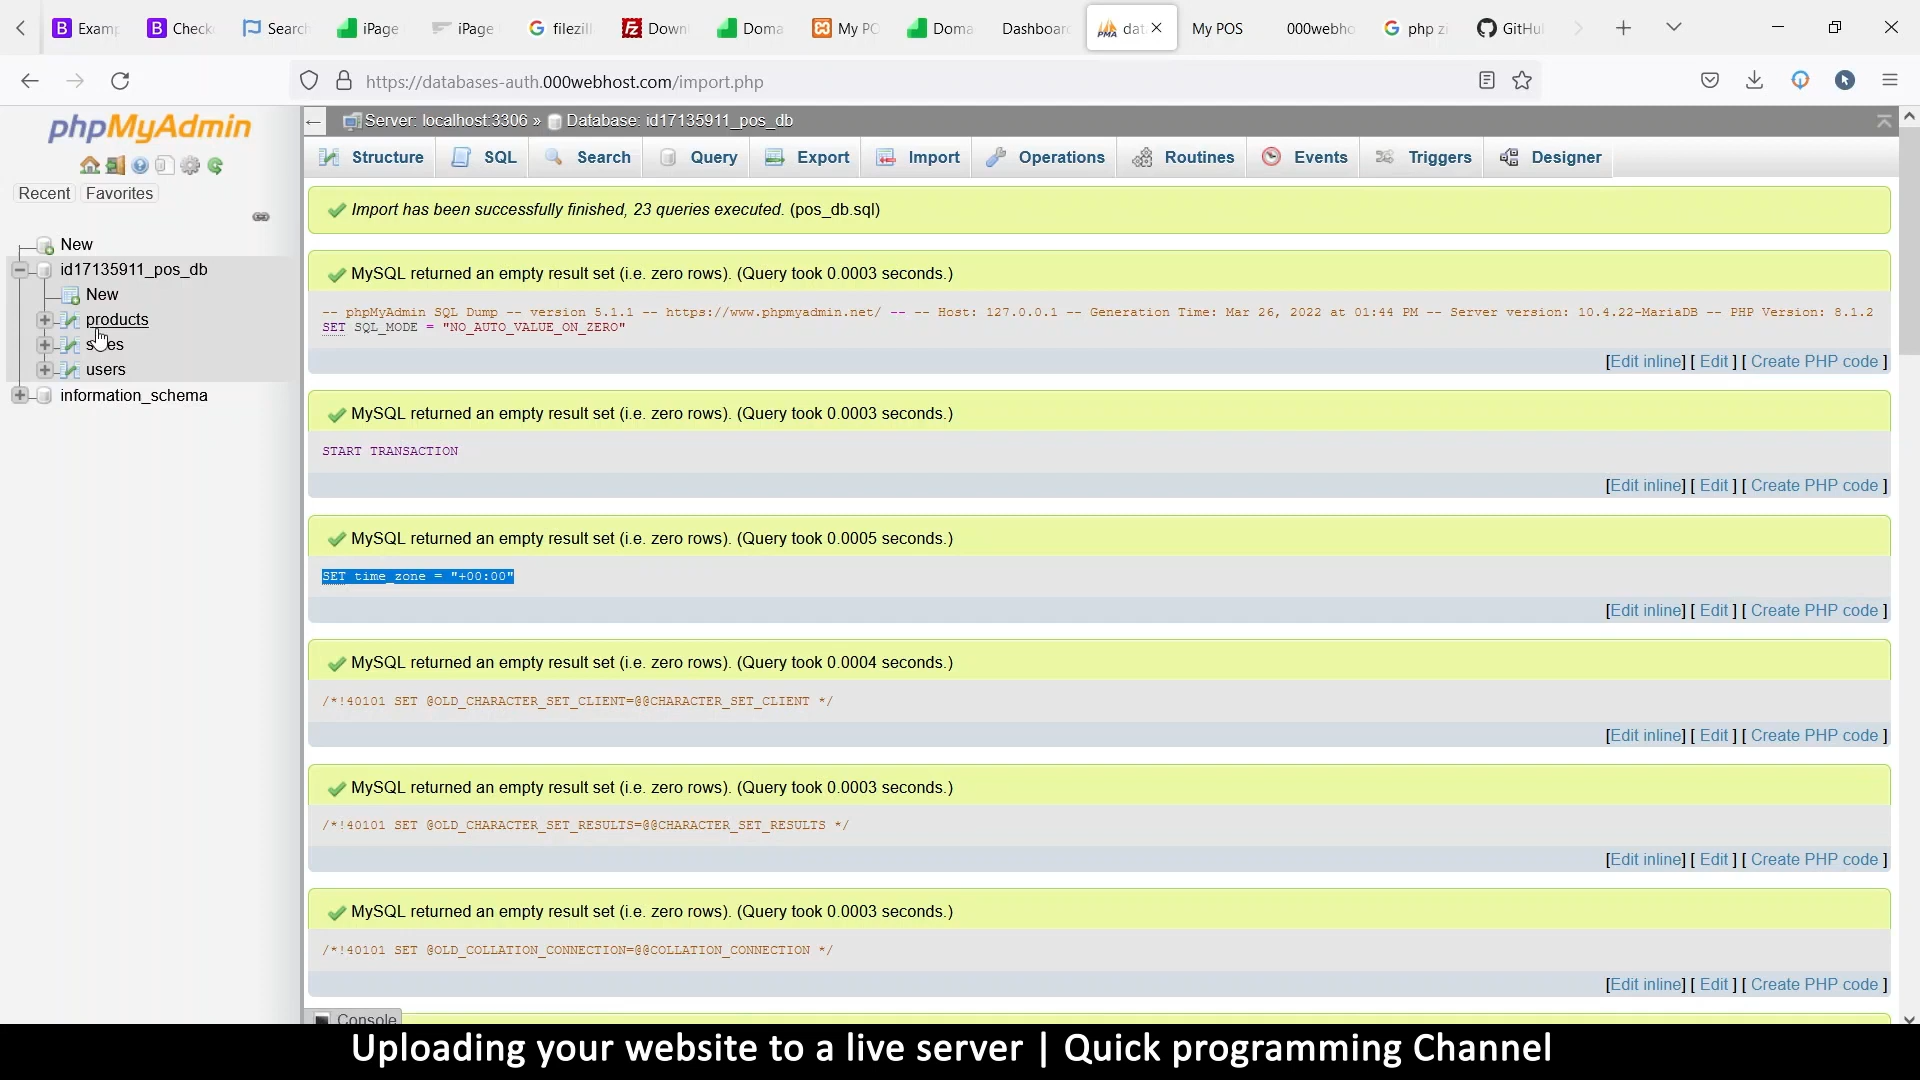 Examp
Check
Search
iPage
iPage
filezill
Down
Doma
My PO
Doma
Dashboar
PMA dat
My POS
000webho
php zi
GitHu
https://databases-auth.000webhost.com/import.php
phpMyAdmin
Recent Favorites
New
id17135911_pos_db
New
products
users
information_schema
Server: localhost:3306 » Database: id17135911_pos_db
Structure SQL Search Query Export Import Operations Routines Events Triggers Designer
Import has been successfully finished, 23 queries executed. (pos_db.sql)
MySQL returned an empty result set (i.e. zero rows). (Query took 0.0003 seconds.)
-- phpMyAdmin SQL Dump -- version 5.1.1 -- https://www.phpmyadmin.net/ -- -- Host: 127.0.0.1 -- Generation Time: Mar 26, 2022 at 01:44 PM -- Server version: 10.4.22-MariaDB -- PHP Version: 8.1.2
SET SQL_MODE = "NO_AUTO_VALUE_ON_ZERO"
[Edit inline] [ Edit ] [ Create PHP code ]
MySQL returned an empty result set (i.e. zero rows). (Query took 0.0003 seconds.)
START TRANSACTION
[Edit inline] [ Edit ] [ Create PHP code ]
MySQL returned an empty result set (i.e. zero rows). (Query took 0.0005 seconds.)
SET time_zone = "+00:00"
[Edit inline] [ Edit ] [ Create PHP code ]
MySQL returned an empty result set (i.e. zero rows). (Query took 0.0004 seconds.)
/*!40101 SET @OLD_CHARACTER_SET_CLIENT=@@CHARACTER_SET_CLIENT */
[Edit inline] [ Edit ] [ Create PHP code ]
MySQL returned an empty result set (i.e. zero rows). (Query took 0.0003 seconds.)
/*!40101 SET @OLD_CHARACTER_SET_RESULTS=@@CHARACTER_SET_RESULTS */
[Edit inline] [ Edit ] [ Create PHP code ]
MySQL returned an empty result set (i.e. zero rows). (Query took 0.0003 seconds.)
/*!40101 SET @OLD_COLLATION_CONNECTION=@@COLLATION_CONNECTION */
[Edit inline] [ Edit ] [ Create PHP code ]
Console
Uploading your website to a live server | Quick programming Channel